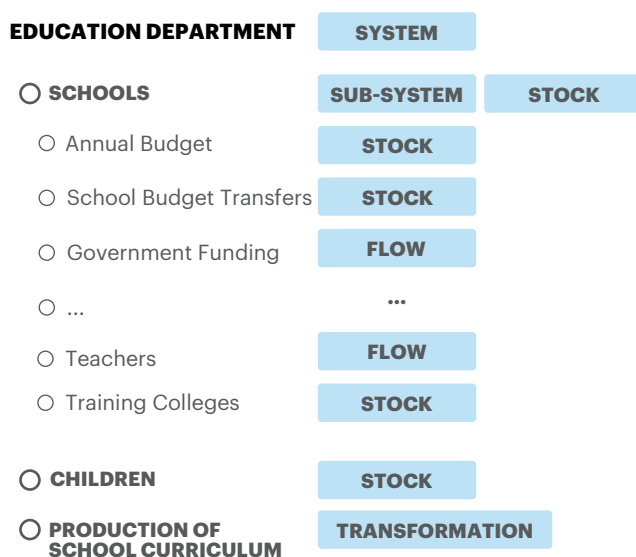 EDUCATION DEPARTMENT SYSTEM
SCHOOLS SUB-SYSTEM STOCK
Annual Budget STOCK
School Budget Transfers STOCK
Government Funding FLOW
... ...
Teachers FLOW
Training Colleges STOCK
CHILDREN STOCK
PRODUCTION OF TRANSFORMATION
SCHOOL CURRICULUM